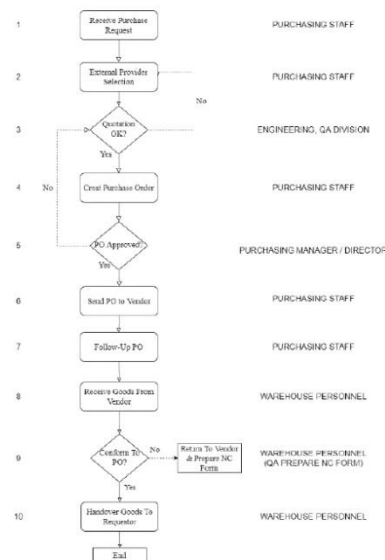 1
Receive Purchase
Request
PURCHASING STAFF
2
External Provider
Selection
PURCHASING STAFF
No
3
Quotation
OK?
ENGINEERING, QA DIVISION
Yes
4
No
Creat Purchase Order
PURCHASING STAFF
5
PO Approved?
PURCHASING MANAGER / DIRECTOR
Yes
6
Send PO to Vendor
PURCHASING STAFF
7
Follow-Up PO
PURCHASING STAFF
8
Receive Goods From
Vendor
WAREHOUSE PERSONNEL
9
Conform To
PO?
No
Return To Vendor
& Prepare NC
Form
WAREHOUSE PERSONNEL
(QA PREPARE NC FORM)
Yes
10
Handover Goods To
Requestor
WAREHOUSE PERSONNEL
End